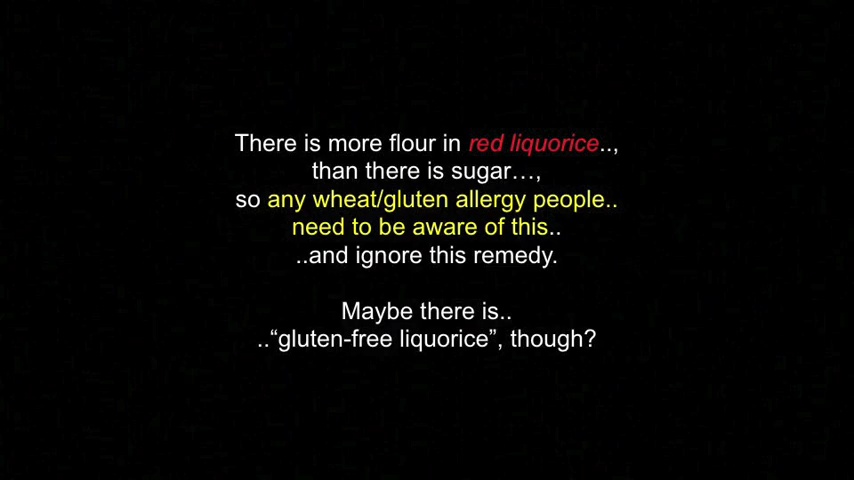 There is more flour in red liquorice..,
than there is sugar…,
so any wheat/gluten allergy people..
need to be aware of this..
..and ignore this remedy.
Maybe there is..
..“gluten-free liquorice”, though?